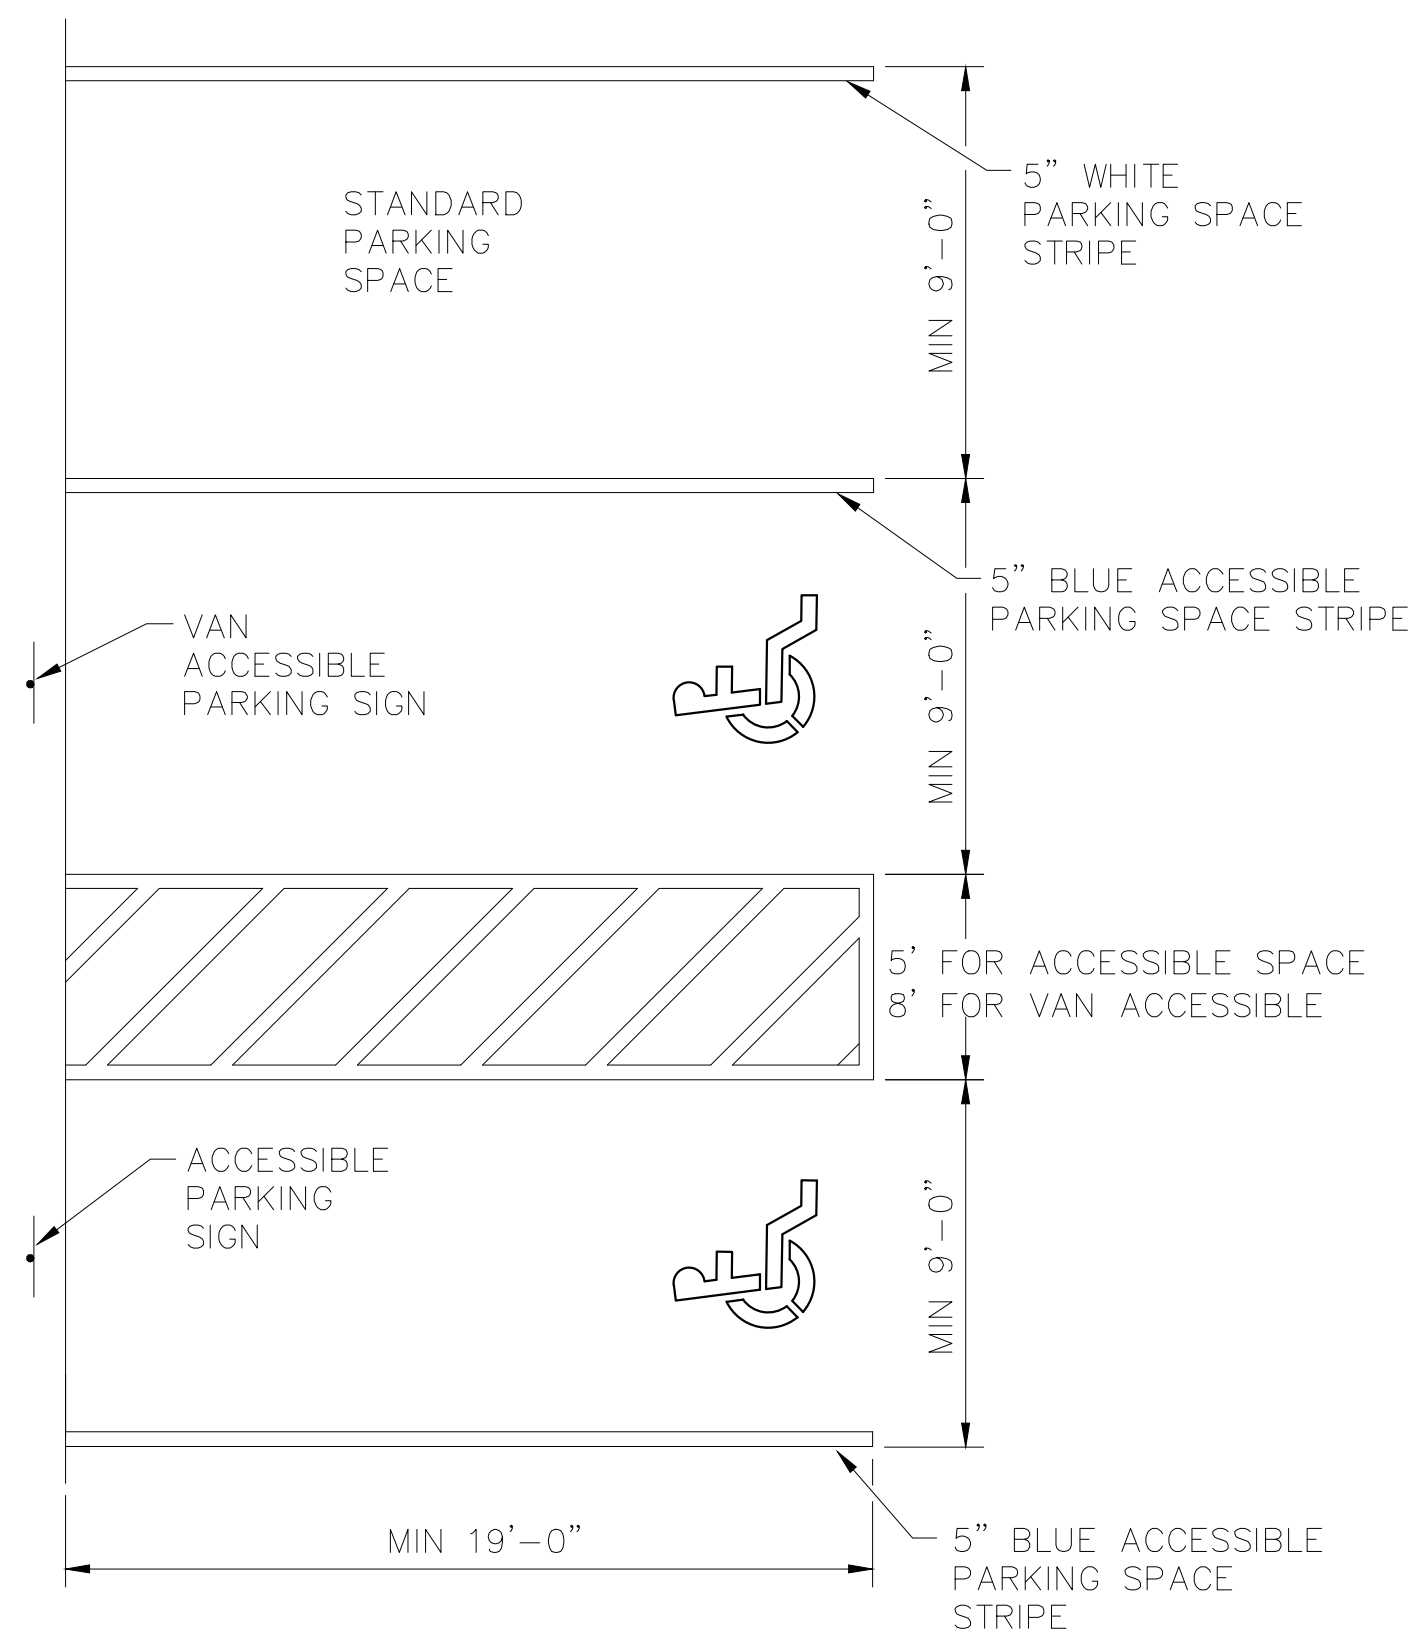 STANDARD
PARKING
SPACE
5" WHITE
PARKING SPACE
STRIPE
MIN 9'-0"
5" BLUE ACCESSIBLE
PARKING SPACE STRIPE
VAN
ACCESSIBLE
PARKING SIGN
MIN 9'-0"
5' FOR ACCESSIBLE SPACE
8' FOR VAN ACCESSIBLE
ACCESSIBLE
PARKING
SIGN
MIN 9'-0"
MIN 19'-0"
5" BLUE ACCESSIBLE
PARKING SPACE
STRIPE